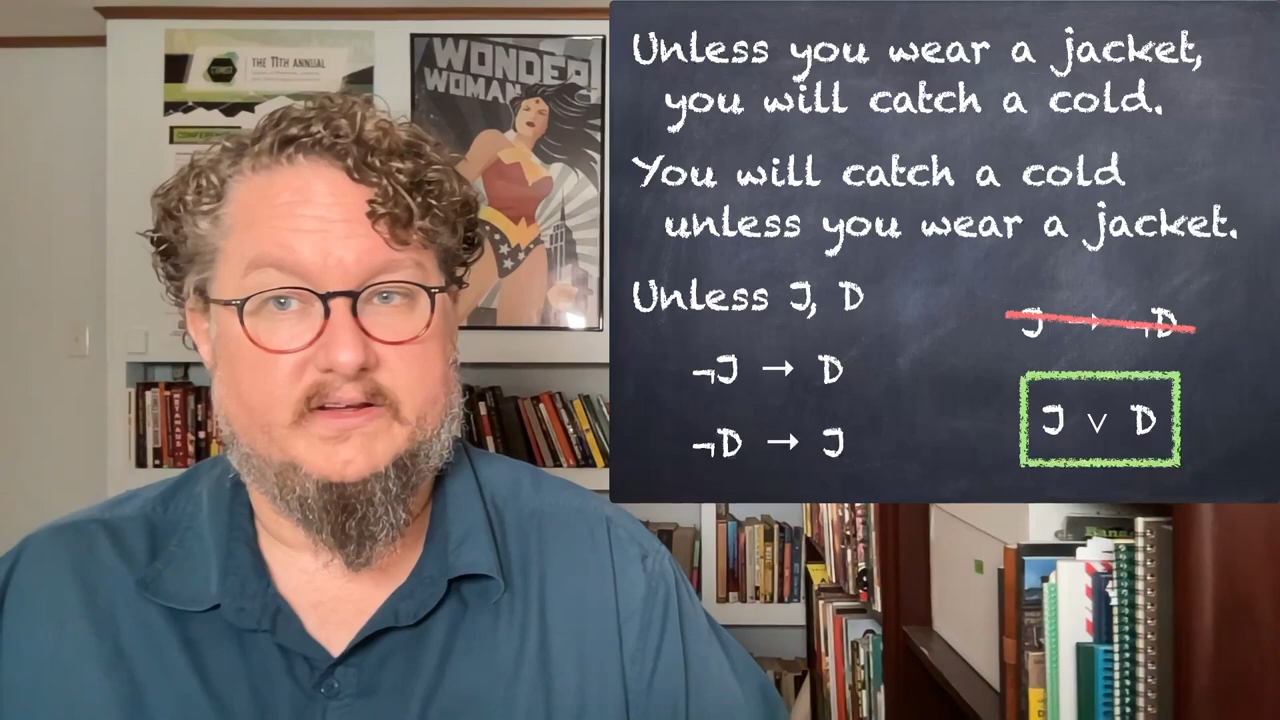 THE 11TH ANNUAL
CONFERENCE
WONDER
WOMAN
Unless you wear a jacket,
you will catch a cold.
You will catch a cold
unless you wear a jacket.
Unless J, D
J → ¬D
¬J → D
J ∨ D
¬D → J